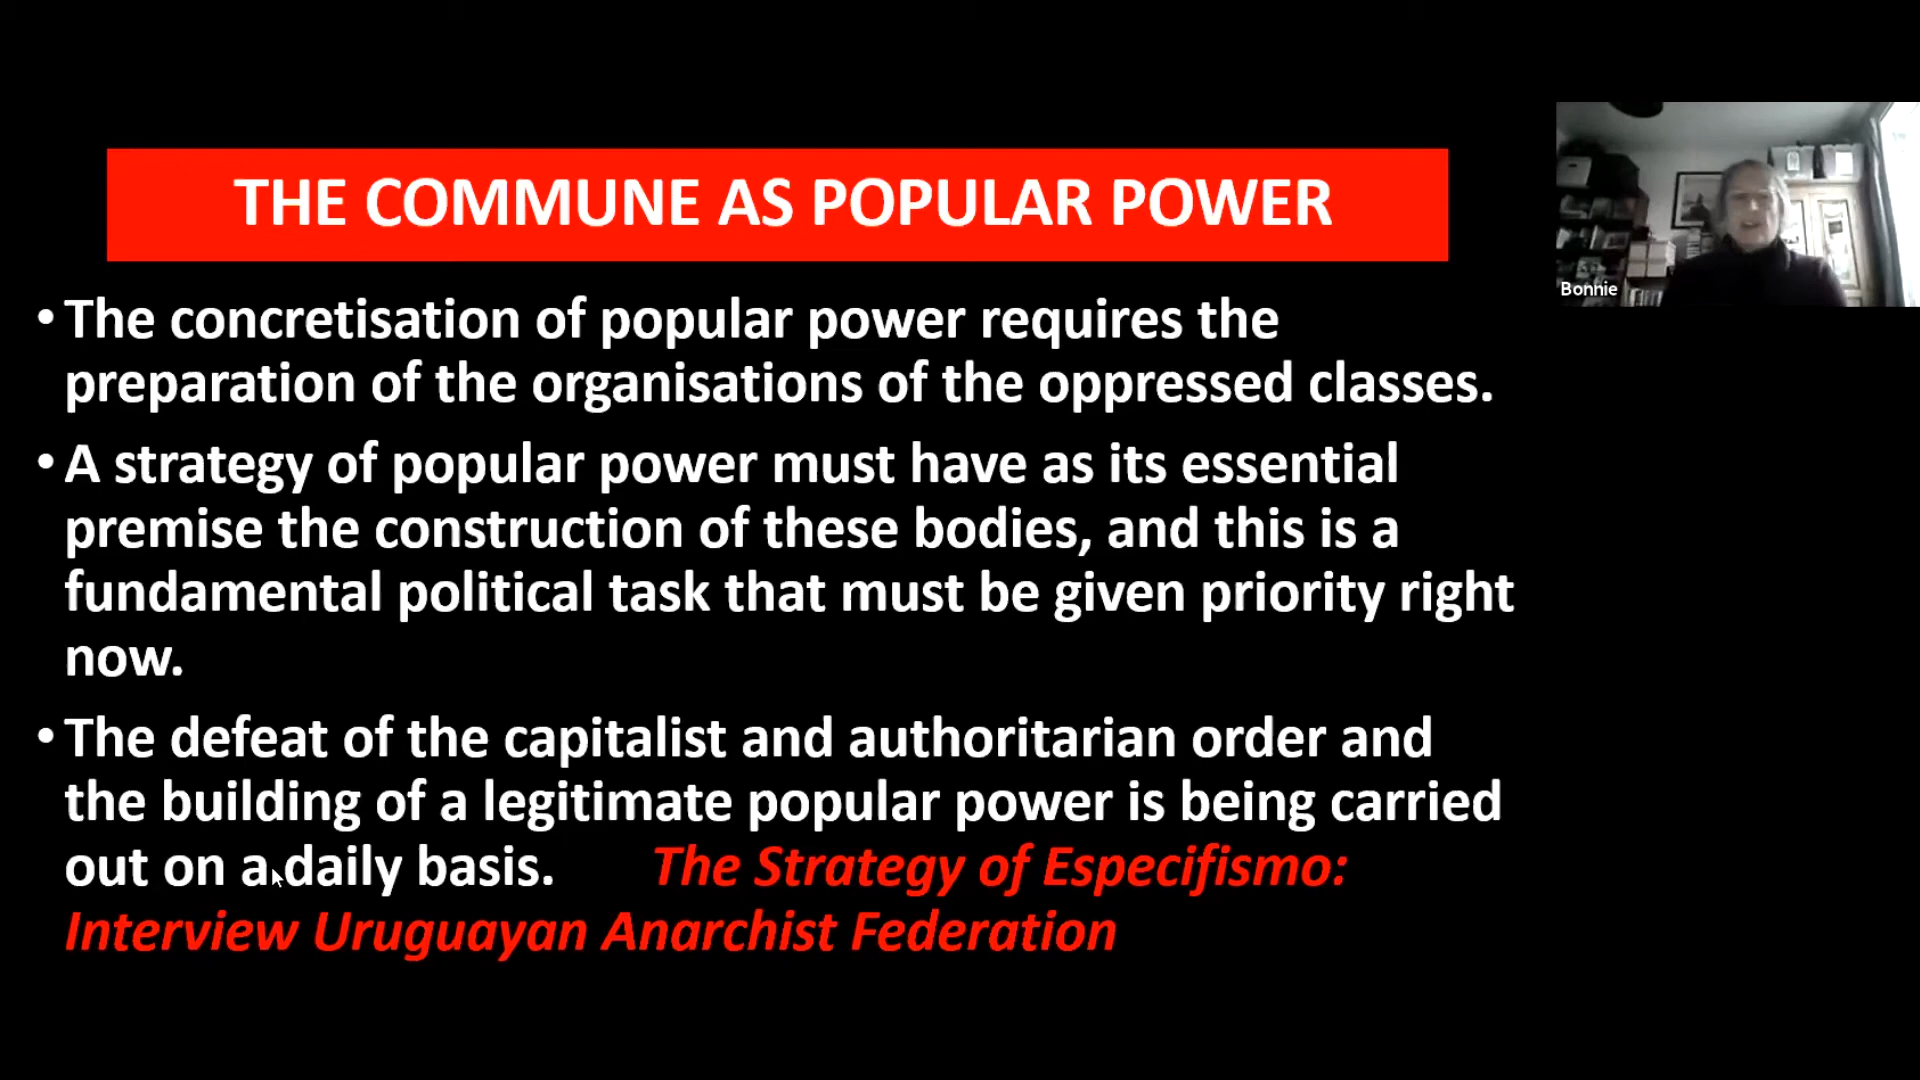 THE COMMUNE AS POPULAR POWER
Bonnie
• The concretisation of popular power requires the
preparation of the organisations of the oppressed classes.
• A strategy of popular power must have as its essential
premise the construction of these bodies, and this is a
fundamental political task that must be given priority right
now.
• The defeat of the capitalist and authoritarian order and
the building of a legitimate popular power is being carried
out on a daily basis. The Strategy of Especifismo:
Interview Uruguayan Anarchist Federation